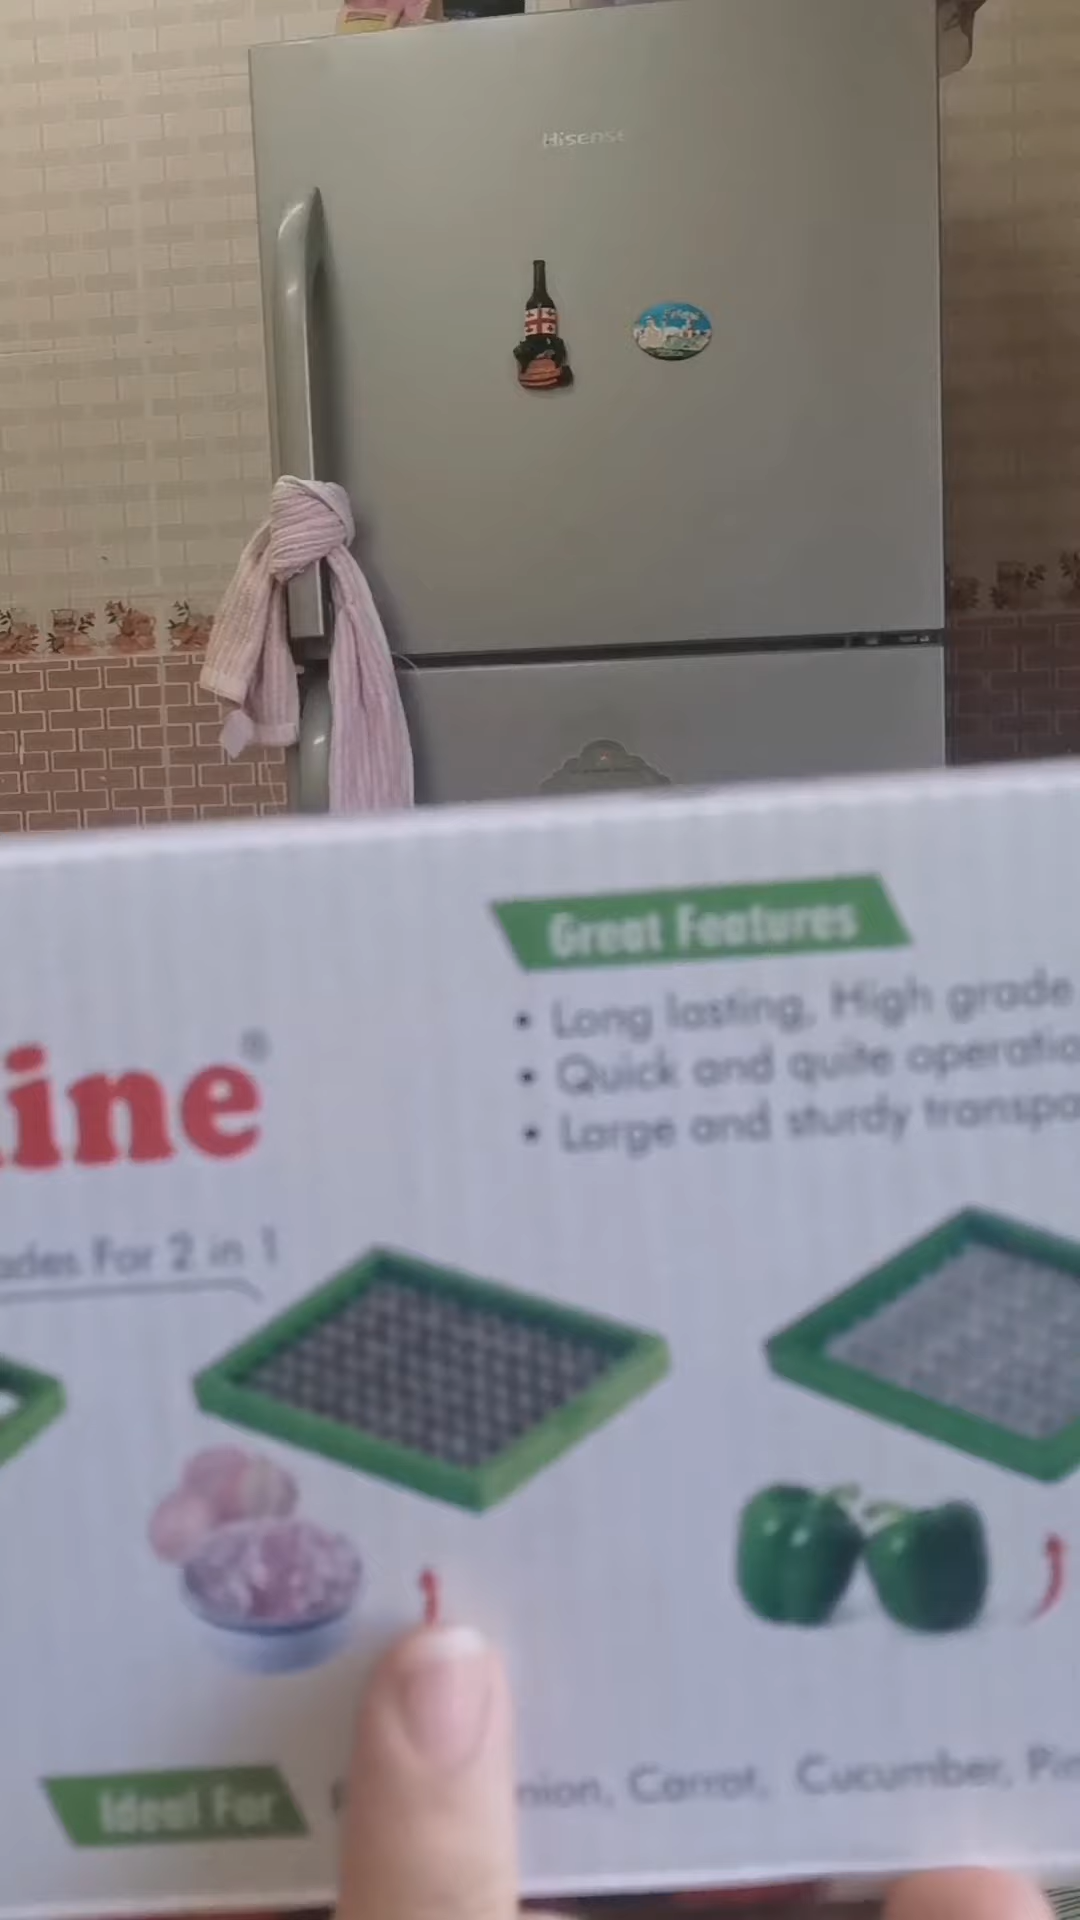 Hisense
Great Features
• Long lasting, High grade
• Quick and quite operatio
• Large and sturdy transpa
ine®
ades For 2 in 1
Ideal For
nion, Carrot, Cucumber, Pin